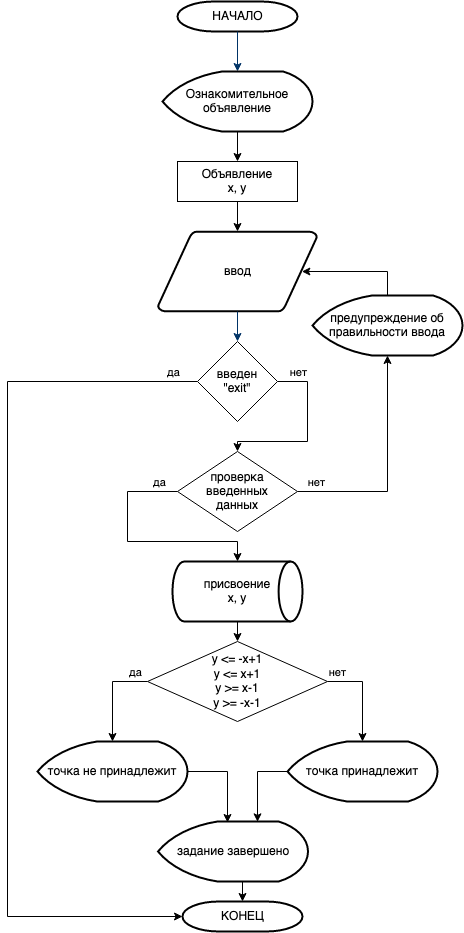 НАЧАЛО
Ознакомительное
объявление
Объявление
x, y
ввод
предупреждение об
правильности ввода
да
введен
"exit"
нет
да
проверка
введенных
данных
нет
присвоение
x, y
да
y <= -x+1
y <= x+1
y >= x-1
y >= -x-1
нет
точка не принадлежит
точка принадлежит
задание завершено
КОНЕЦ